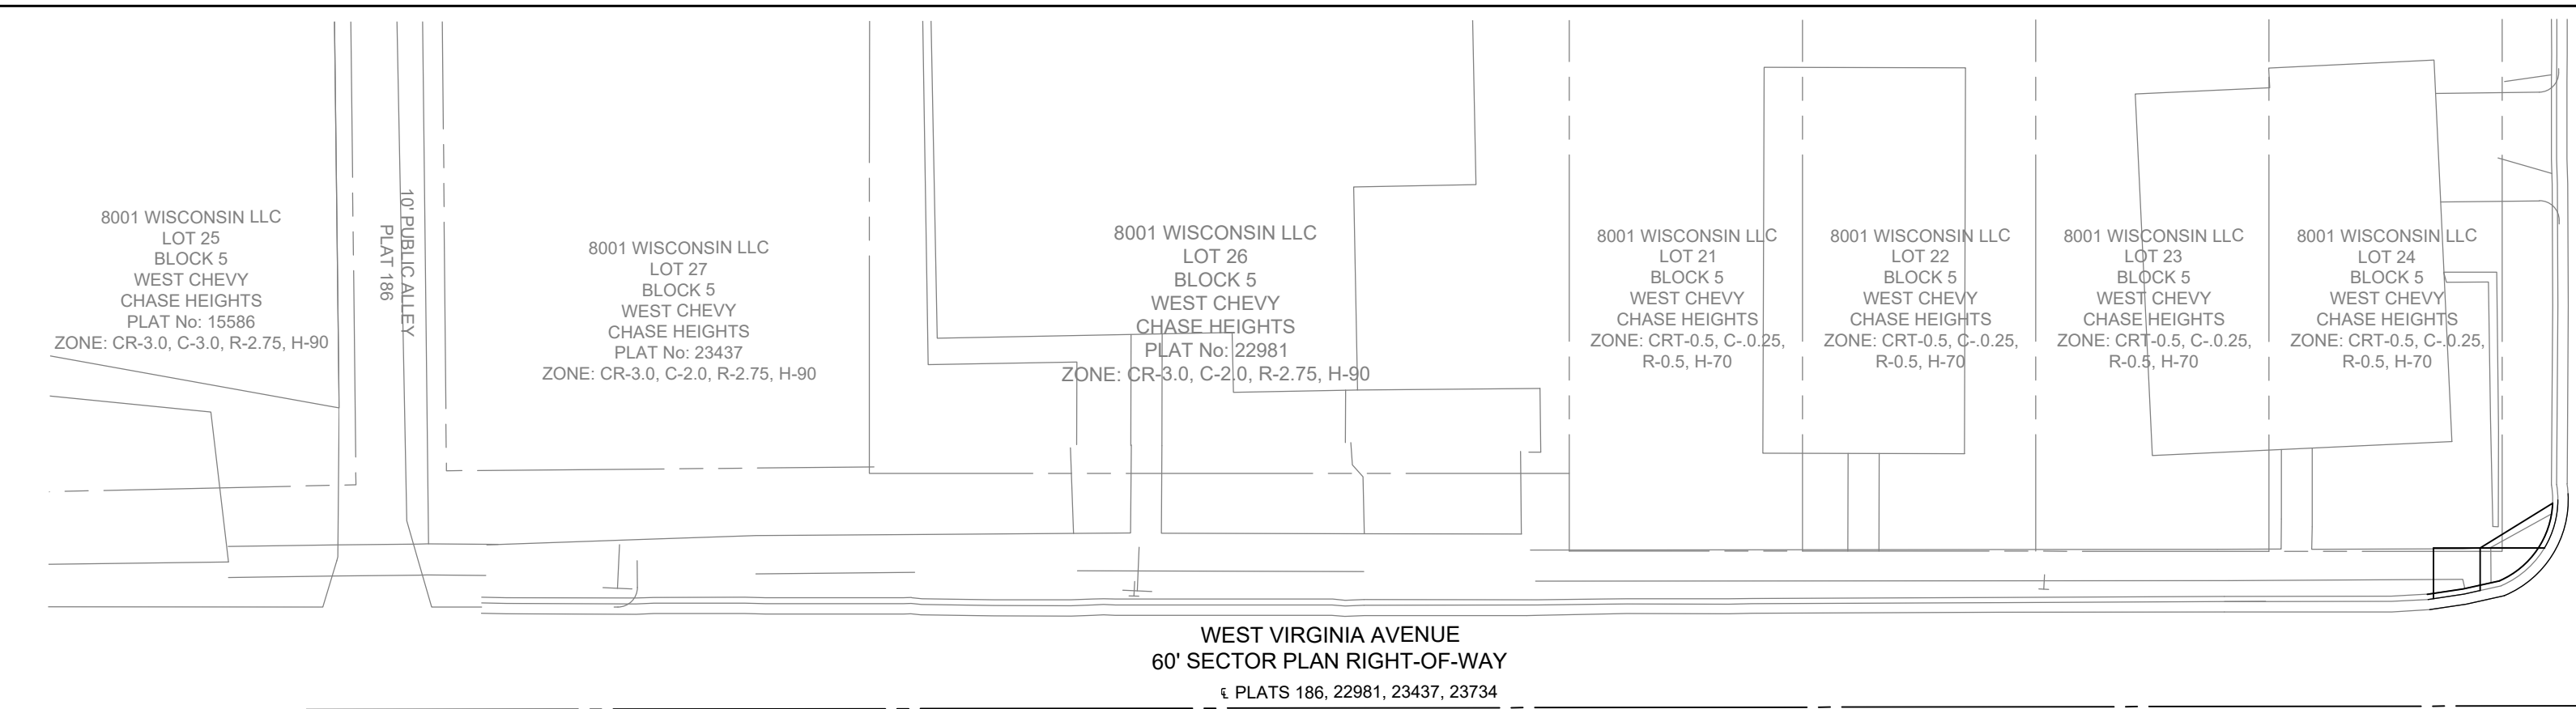 8001 WISCONSIN LLC
LOT 25
BLOCK 5
WEST CHEVY
CHASE HEIGHTS
PLAT No: 15586
ZONE: CR-3.0, C-3.0, R-2.75, H-90
10' PUBLIC ALLEY
PLAT 186
8001 WISCONSIN LLC
LOT 27
BLOCK 5
WEST CHEVY
CHASE HEIGHTS
PLAT No: 23437
ZONE: CR-3.0, C-2.0, R-2.75, H-90
8001 WISCONSIN LLC
LOT 26
BLOCK 5
WEST CHEVY
CHASE HEIGHTS
PLAT No: 22981
ZONE: CR-3.0, C-2.0, R-2.75, H-90
8001 WISCONSIN LLC
LOT 21
BLOCK 5
WEST CHEVY
CHASE HEIGHTS
ZONE: CRT-0.5, C-.0.25,
R-0.5, H-70
8001 WISCONSIN LLC
LOT 22
BLOCK 5
WEST CHEVY
CHASE HEIGHTS
ZONE: CRT-0.5, C-.0.25,
R-0.5, H-70
8001 WISCONSIN LLC
LOT 23
BLOCK 5
WEST CHEVY
CHASE HEIGHTS
ZONE: CRT-0.5, C-.0.25,
R-0.5, H-70
8001 WISCONSIN LLC
LOT 24
BLOCK 5
WEST CHEVY
CHASE HEIGHTS
ZONE: CRT-0.5, C-.0.25,
R-0.5, H-70
WEST VIRGINIA AVENUE
60' SECTOR PLAN RIGHT-OF-WAY
℄ PLATS 186, 22981, 23437, 23734